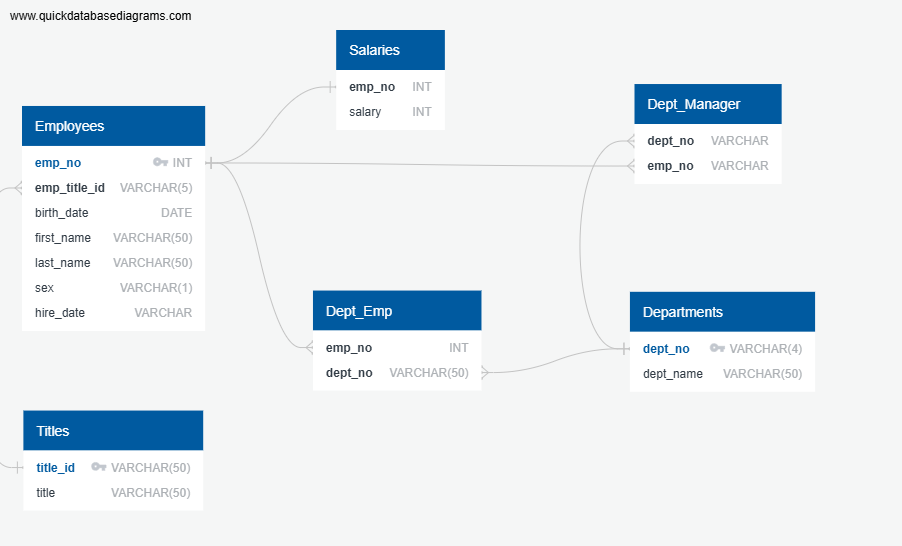 www.quickdatabasediagrams.com
Salaries
emp_no INT
salary INT
Dept_Manager
dept_no VARCHAR
emp_no VARCHAR
Employees
emp_no INT
emp_title_id VARCHAR(5)
birth_date DATE
first_name VARCHAR(50)
last_name VARCHAR(50)
sex VARCHAR(1)
hire_date VARCHAR
Dept_Emp
emp_no INT
dept_no VARCHAR(50)
Departments
dept_no VARCHAR(4)
dept_name VARCHAR(50)
Titles
title_id VARCHAR(50)
title VARCHAR(50)